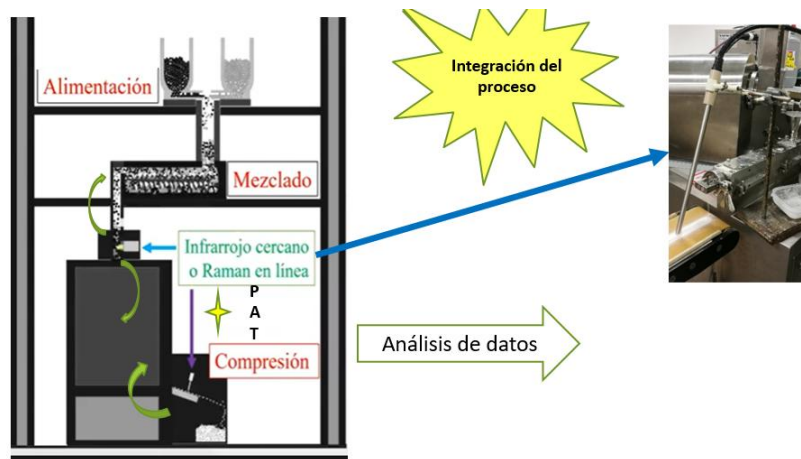 Integración del
proceso
Alimentación
Mezclado
Infrarrojo cercano
o Raman en línea
P
A
T
Compresión
Análisis de datos